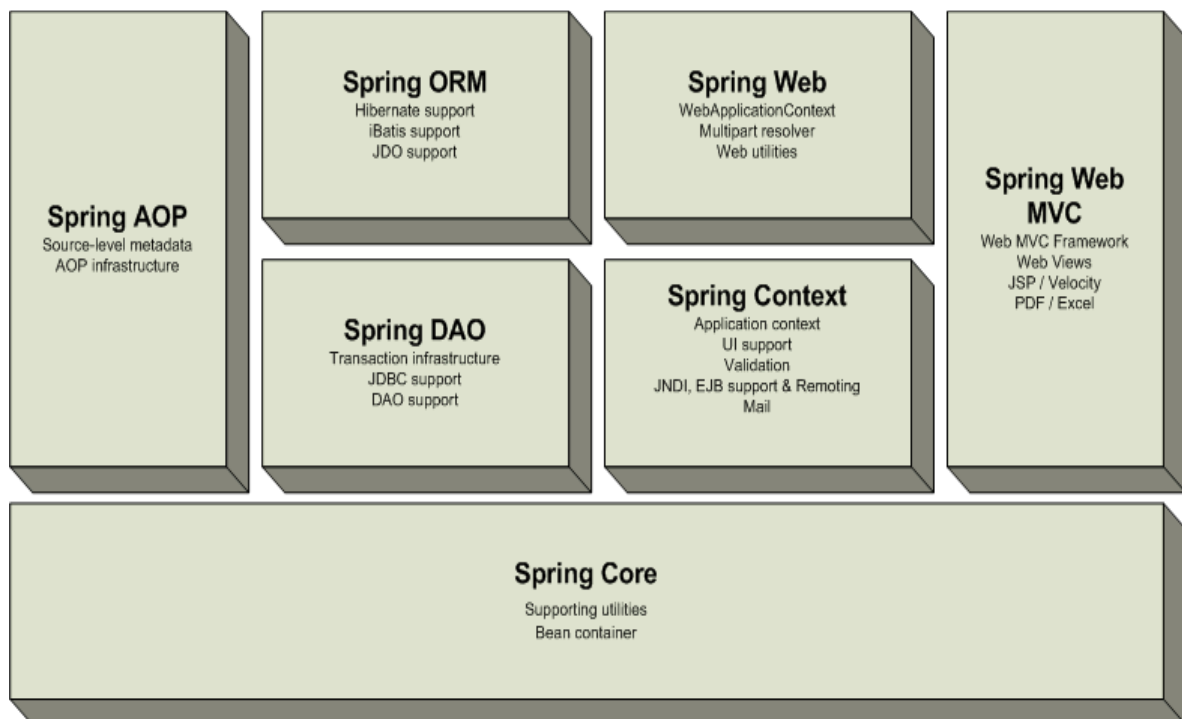 Spring AOP
Source-level metadata
AOP infrastructure
Spring ORM
Hibernate support
iBatis support
JDO support
Spring Web
WebApplicationContext
Multipart resolver
Web utilities
Spring DAO
Transaction infrastructure
JDBC support
DAO support
Spring Context
Application context
UI support
Validation
JNDI, EJB support & Remoting
Mail
Spring Web
MVC
Web MVC Framework
Web Views
JSP / Velocity
PDF / Excel
Spring Core
Supporting utilities
Bean container